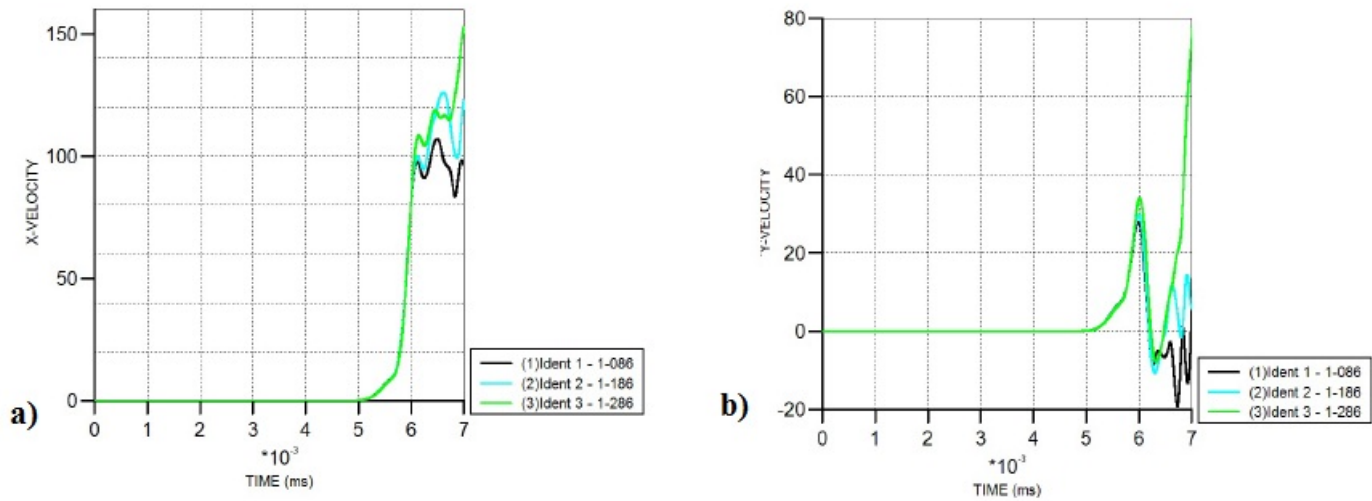 150
100
50
0
X-VELOCITY
0 1 2 3 4 5 6 7
*10-3
TIME (ms)
(1)Ident 1 - 1-086
(2)Ident 2 - 1-186
(3)Ident 3 - 1-286
a)
80
60
40
20
0
-20
Y-VELOCITY
0 1 2 3 4 5 6 7
*10-3
TIME (ms)
(1)Ident 1 - 1-086
(2)Ident 2 - 1-186
(3)Ident 3 - 1-286
b)